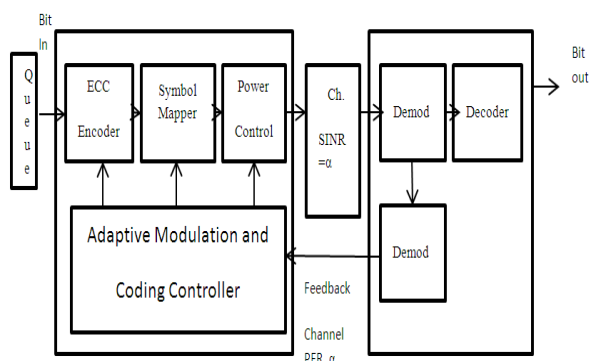 Bit
In
Q
u
e
u
e
ECC
Encoder
Symbol
Mapper
Power
Control
Ch.
SINR
=α
Demod
Decoder
Bit
out
Adaptive Modulation and
Coding Controller
Demod
Feedback
Channel
PER, α